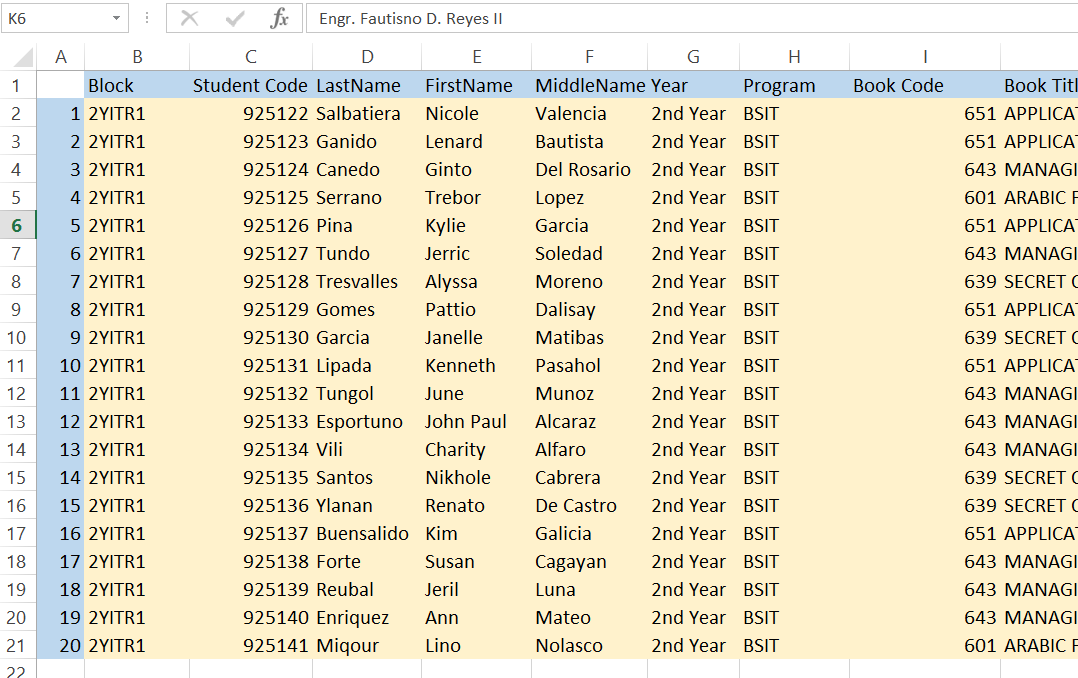 K6 fx Engr. Fautisno D. Reyes II
A B C D E F G H I
1 Block Student Code LastName FirstName MiddleName Year Program Book Code Book Titl
2 1 2YITR1 925122 Salbatiera Nicole Valencia 2nd Year BSIT 651 APPLICAT
3 2 2YITR1 925123 Ganido Lenard Bautista 2nd Year BSIT 651 APPLICAT
4 3 2YITR1 925124 Canedo Ginto Del Rosario 2nd Year BSIT 643 MANAGI
5 4 2YITR1 925125 Serrano Trebor Lopez 2nd Year BSIT 601 ARABIC F
6 5 2YITR1 925126 Pina Kylie Garcia 2nd Year BSIT 651 APPLICAT
7 6 2YITR1 925127 Tundo Jerric Soledad 2nd Year BSIT 643 MANAGI
8 7 2YITR1 925128 Tresvalles Alyssa Moreno 2nd Year BSIT 639 SECRET C
9 8 2YITR1 925129 Gomes Pattio Dalisay 2nd Year BSIT 651 APPLICAT
10 9 2YITR1 925130 Garcia Janelle Matibas 2nd Year BSIT 639 SECRET C
11 10 2YITR1 925131 Lipada Kenneth Pasahol 2nd Year BSIT 651 APPLICAT
12 11 2YITR1 925132 Tungol June Munoz 2nd Year BSIT 643 MANAGI
13 12 2YITR1 925133 Esportuno John Paul Alcaraz 2nd Year BSIT 643 MANAGI
14 13 2YITR1 925134 Vili Charity Alfaro 2nd Year BSIT 643 MANAGI
15 14 2YITR1 925135 Santos Nikhole Cabrera 2nd Year BSIT 639 SECRET C
16 15 2YITR1 925136 Ylanan Renato De Castro 2nd Year BSIT 639 SECRET C
17 16 2YITR1 925137 Buensalido Kim Galicia 2nd Year BSIT 651 APPLICAT
18 17 2YITR1 925138 Forte Susan Cagayan 2nd Year BSIT 643 MANAGI
19 18 2YITR1 925139 Reubal Jeril Luna 2nd Year BSIT 643 MANAGI
20 19 2YITR1 925140 Enriquez Ann Mateo 2nd Year BSIT 643 MANAGI
21 20 2YITR1 925141 Miqour Lino Nolasco 2nd Year BSIT 601 ARABIC F
22